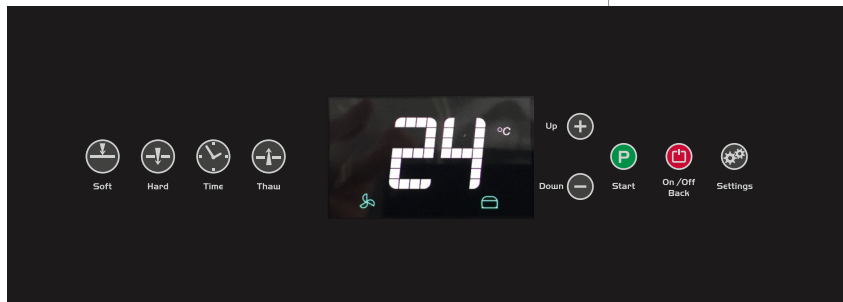 Soft
Hard
Time
Thaw
24 °C
Up
Down
P
Start
On/Off
Back
Settings